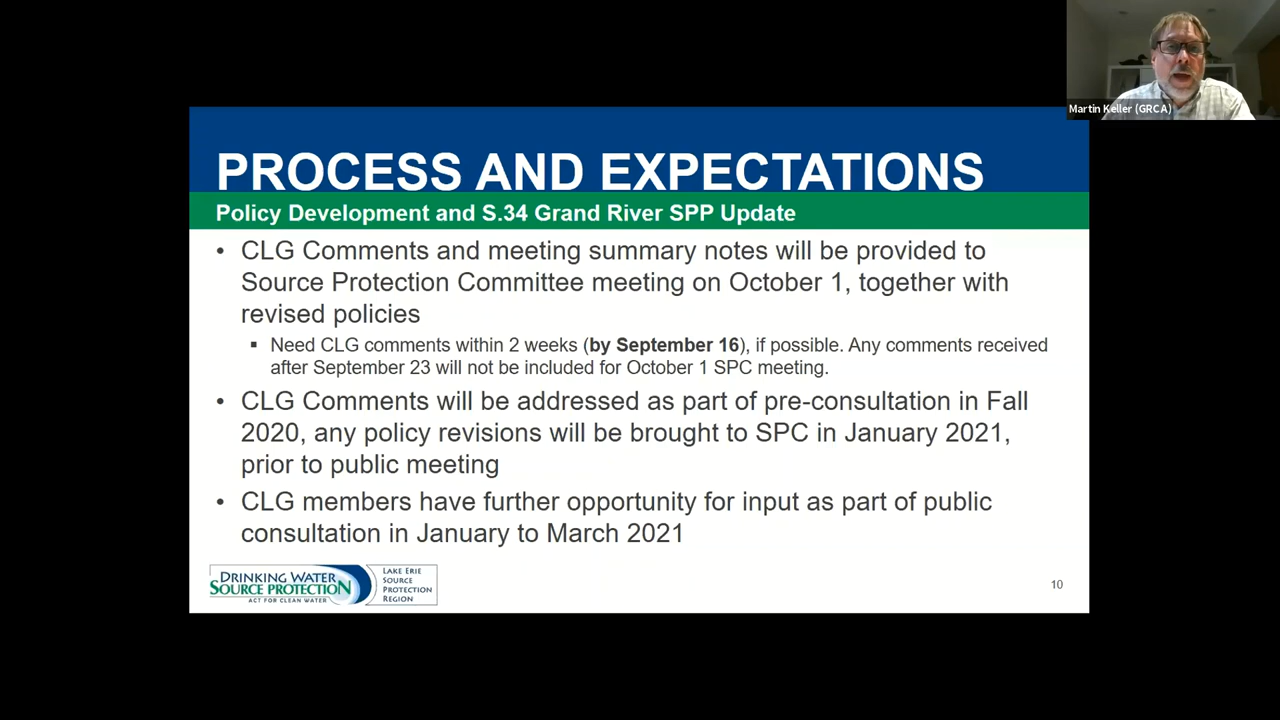 Martin Keller (GRCA)
PROCESS AND EXPECTATIONS
Policy Development and S.34 Grand River SPP Update
• CLG Comments and meeting summary notes will be provided to
Source Protection Committee meeting on October 1, together with
revised policies
▪ Need CLG comments within 2 weeks (by September 16), if possible. Any comments received
after September 23 will not be included for October 1 SPC meeting.
• CLG Comments will be addressed as part of pre-consultation in Fall
2020, any policy revisions will be brought to SPC in January 2021,
prior to public meeting
• CLG members have further opportunity for input as part of public
consultation in January to March 2021
DRINKING WATER
SOURCE PROTECTION
ACT FOR CLEAN WATER
LAKE ERIE
SOURCE
PROTECTION
REGION
10